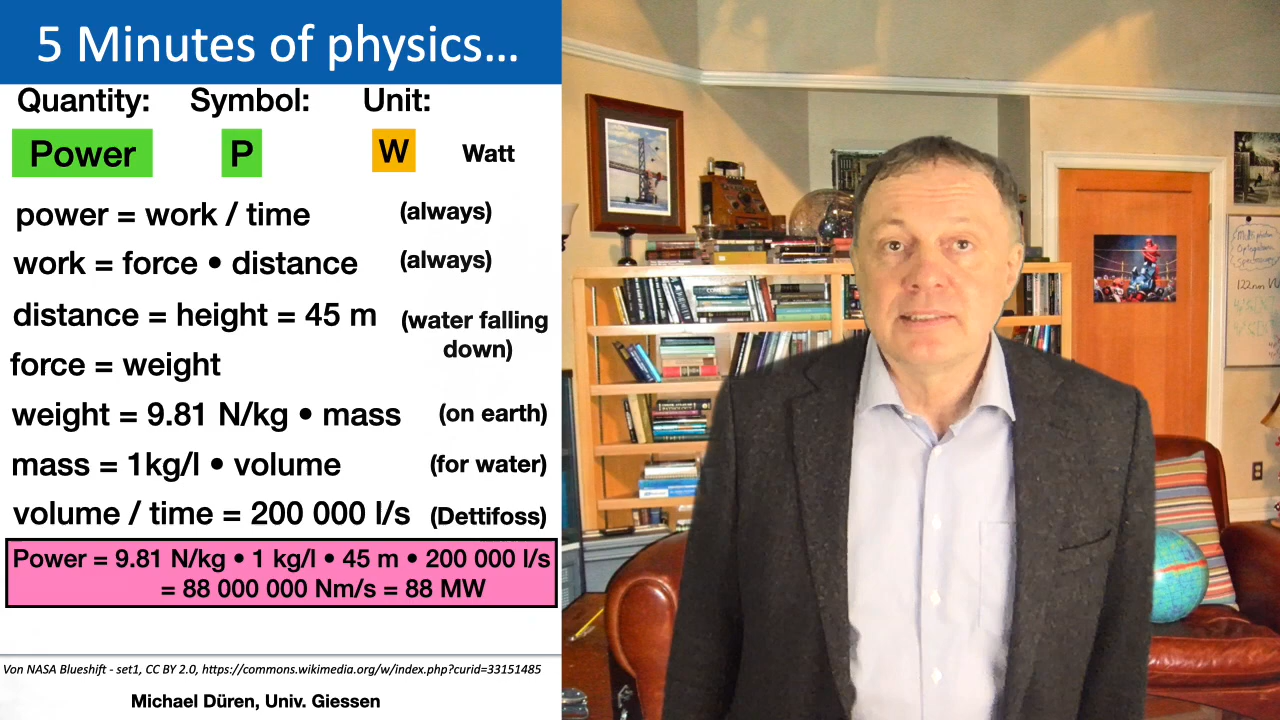 5 Minutes of physics...
Quantity: Symbol: Unit:
Power P W Watt
power = work / time (always)
work = force • distance (always)
distance = height = 45 m (water falling
down)
force = weight
weight = 9.81 N/kg • mass (on earth)
mass = 1kg/l • volume (for water)
volume / time = 200 000 l/s (Dettifoss)
Power = 9.81 N/kg • 1 kg/l • 45 m • 200 000 l/s
= 88 000 000 Nm/s = 88 MW
Von NASA Blueshift - set1, CC BY 2.0, https://commons.wikimedia.org/w/index.php?curid=33151485
Michael Düren, Univ. Giessen
122nm